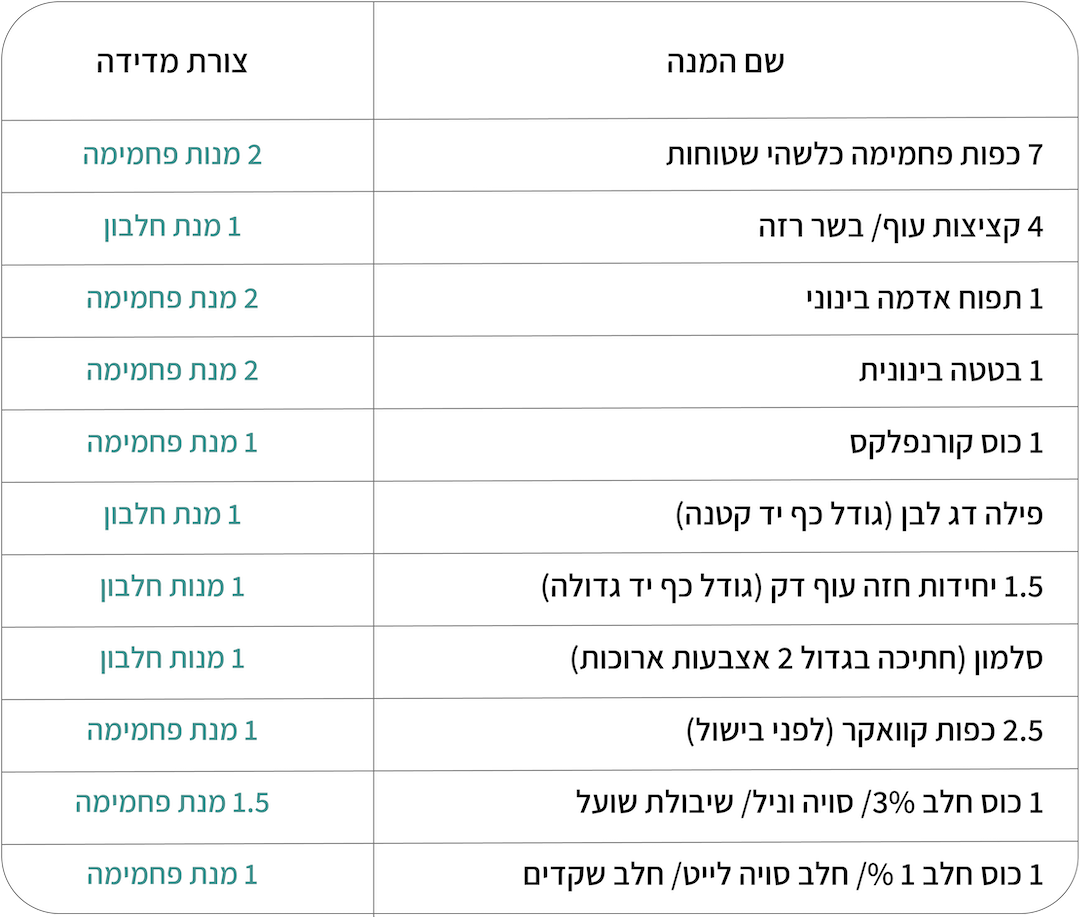 שם המנה צורת מדידה
7 כפות פחמימה כלשהי שטוחות 2 מנות פחמימה
4 קציצות עוף/ בשר רזה 1 מנת חלבון
1 תפוח אדמה בינוני 2 מנת פחמימה
1 בטטה בינונית 2 מנת פחמימה
1 כוס קורנפלקס 1 מנת פחמימה
פילה דג לבן (גודל כף יד קטנה) 1 מנת חלבון
1.5 יחידות חזה עוף דק (גודל כף יד גדולה) 1 מנות חלבון
סלמון (חתיכה בגדול 2 אצבעות ארוכות) 1 מנות חלבון
2.5 כפות קוואקר (לפני בישול) 1 מנת פחמימה
1 כוס חלב 3%/ סויה וניל/ שיבולת שועל 1.5 מנת פחמימה
1 כוס חלב 1 %/ חלב סויה לייט/ חלב שקדים 1 מנת פחמימה